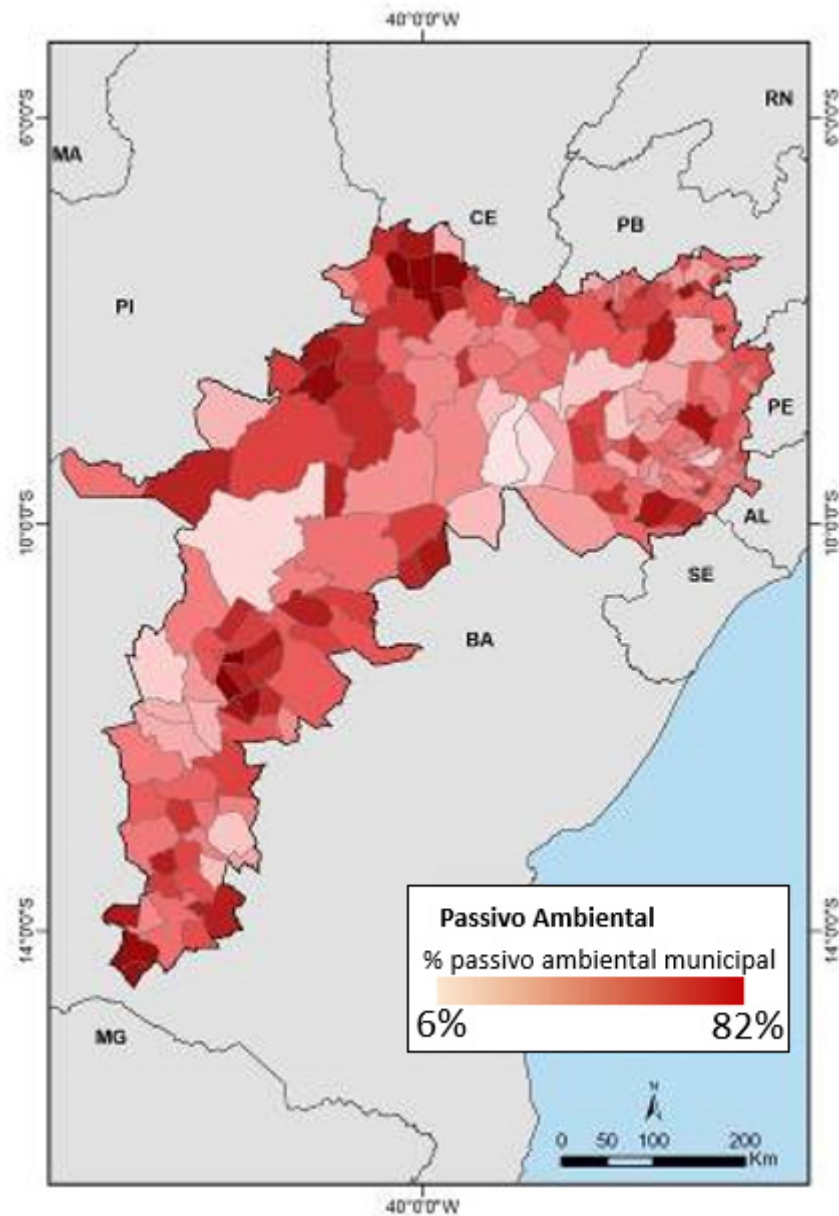 40°0'0"W
6°0'0"S
6°0'0"S
RN
MA
CE
PB
PI
PE
10°0'0"S
10°0'0"S
AL
SE
BA
Passivo Ambiental
% passivo ambiental municipal
6% 82%
14°0'0"S
14°0'0"S
MG
N
0 50 100 200
Km
40°0'0"W